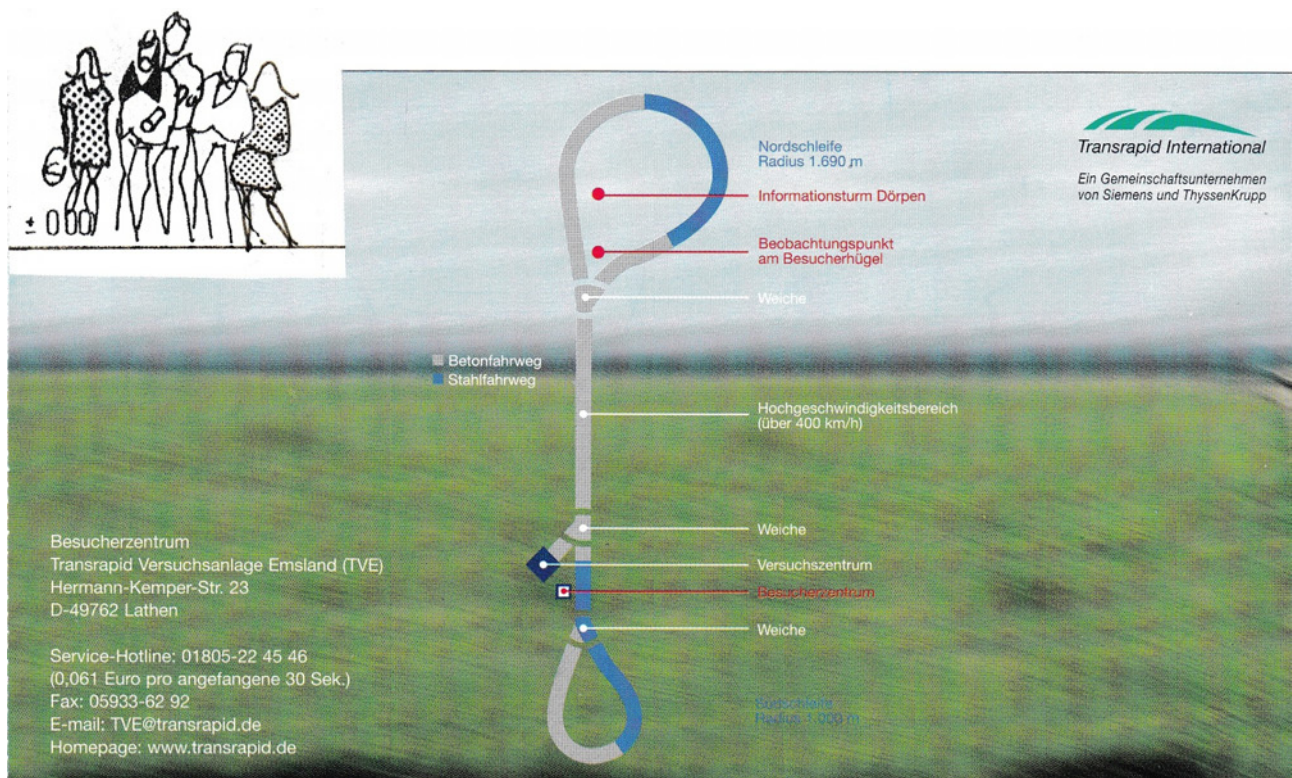 Nordschleife
Radius 1.690 m
Informationsturm Dörpen
Beobachtungspunkt
am Besucherhügel
Weiche
Betonfahrweg
Stahlfahrweg
Hochgeschwindigkeitsbereich
(über 400 km/h)
Weiche
Versuchszentrum
Besucherzentrum
Weiche
Südschleife
Radius 1.000 m
Transrapid International
Ein Gemeinschaftsunternehmen
von Siemens und ThyssenKrupp
Besucherzentrum
Transrapid Versuchsanlage Emsland (TVE)
Hermann-Kemper-Str. 23
D-49762 Lathen
Service-Hotline: 01805-22 45 46
(0,061 Euro pro angefangene 30 Sek.)
Fax: 05933-62 92
E-mail: TVE@transrapid.de
Homepage: www.transrapid.de